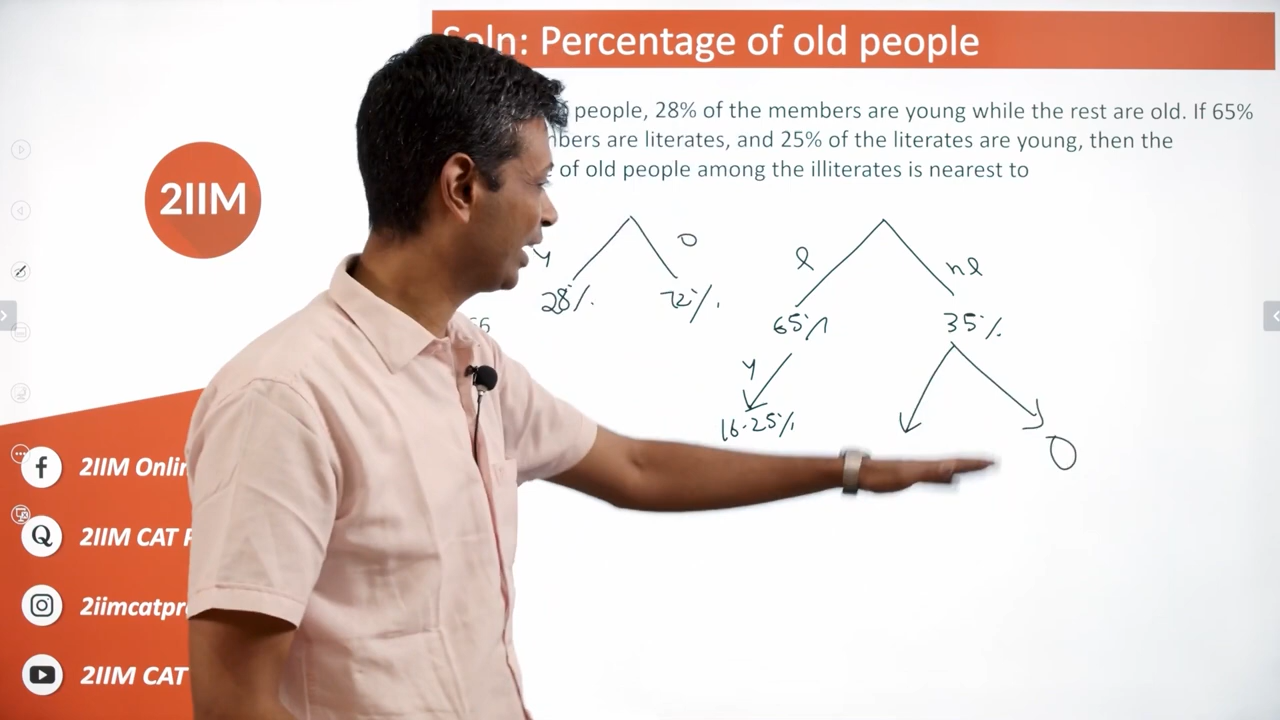 Soln: Percentage of old people
people, 28% of the members are young while the rest are old. If 65%
are literates, and 25% of the literates are young, then the
of old people among the illiterates is nearest to
2IIM
y
o
l
nl
28%
72%
65%
35%
y
16.25%
O
2IIM
2IIM CAT
2iimcatpr
2IIM CAT